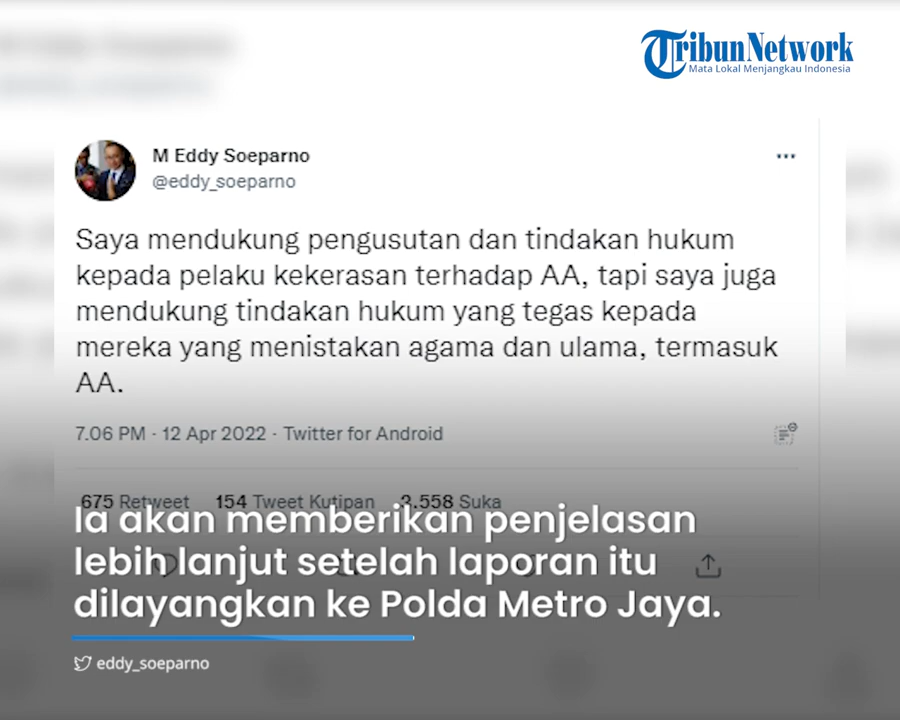 TribunNetwork
Mata Lokal Menjangkau Indonesia
M Eddy Soeparno
@eddy_soeparno
Saya mendukung pengusutan dan tindakan hukum
kepada pelaku kekerasan terhadap AA, tapi saya juga
mendukung tindakan hukum yang tegas kepada
mereka yang menistakan agama dan ulama, termasuk
AA.
7.06 PM · 12 Apr 2022 · Twitter for Android
675 Retweet 154 Tweet Kutipan Suka
Ia akan memberikan penjelasan
lebih lanjut setelah laporan itu
dilayangkan ke Polda Metro Jaya.
eddy_soeparno